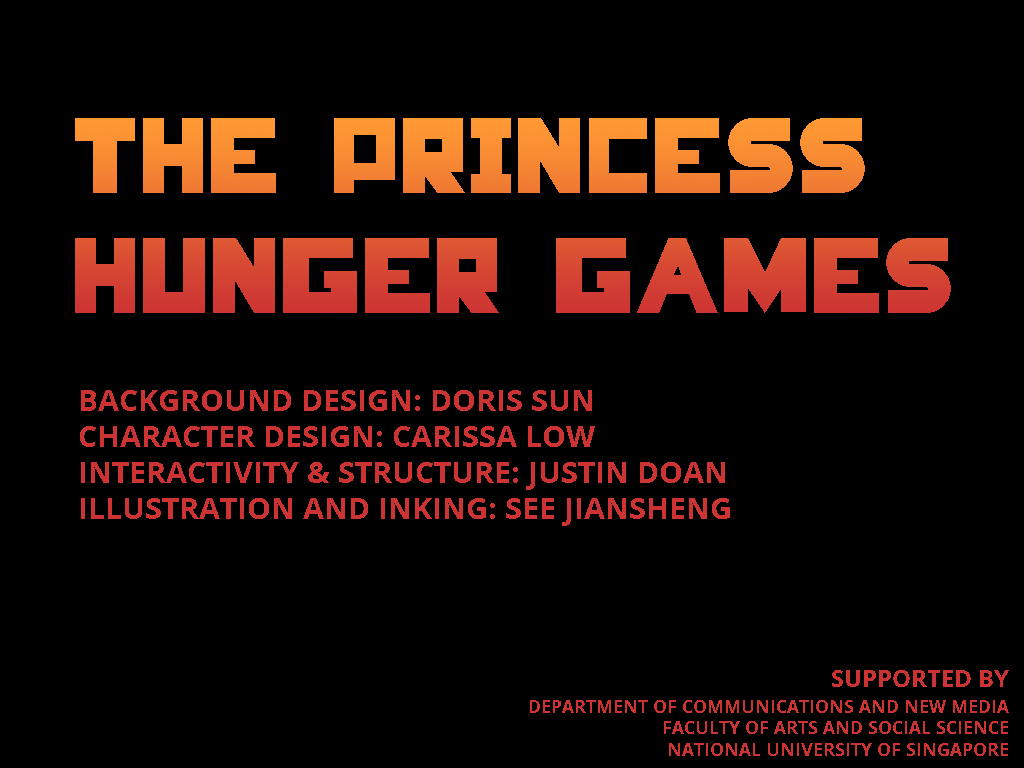 THE PRINCESS
HUNGER GAMES
BACKGROUND DESIGN: DORIS SUN
CHARACTER DESIGN: CARISSA LOW
INTERACTIVITY & STRUCTURE: JUSTIN DOAN
ILLUSTRATION AND INKING: SEE JIANSHENG
SUPPORTED BY
DEPARTMENT OF COMMUNICATIONS AND NEW MEDIA
FACULTY OF ARTS AND SOCIAL SCIENCE
NATIONAL UNIVERSITY OF SINGAPORE